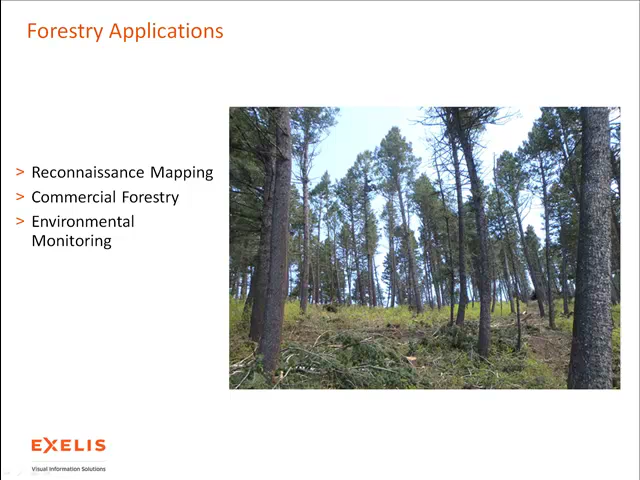 Forestry Applications
> Reconnaissance Mapping
> Commercial Forestry
> Environmental
Monitoring
EXELIS
Visual Information Solutions